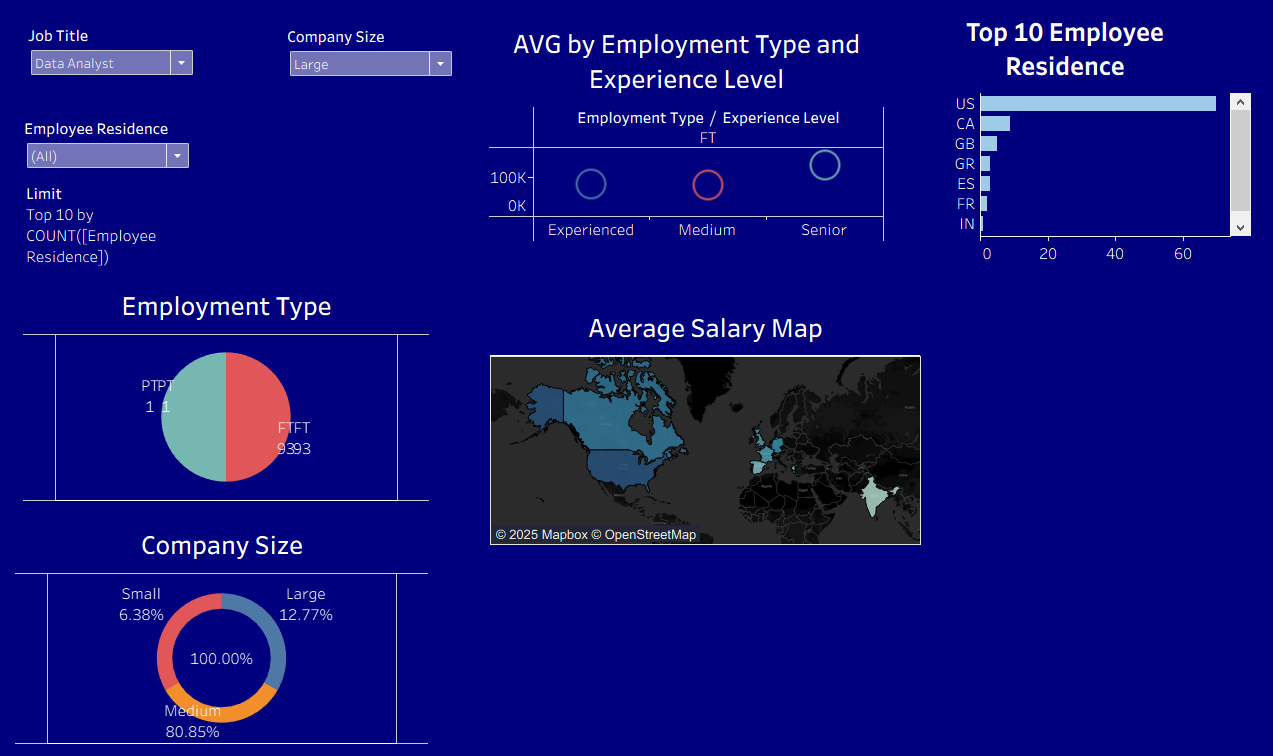 Job Title
Data Analyst
Company Size
Large
Employee Residence
(All)
Limit
Top 10 by
COUNT([Employee
Residence])
AVG by Employment Type and
Experience Level
Employment Type / Experience Level
FT
100K
0K
Experienced Medium Senior
Top 10 Employee
Residence
US
CA
GB
GR
ES
FR
IN
0 20 40 60
Employment Type
PTPT
1 1
FTFT
9393
Average Salary Map
© 2025 Mapbox © OpenStreetMap
Company Size
Small
6.38%
Large
12.77%
100.00%
Medium
80.85%